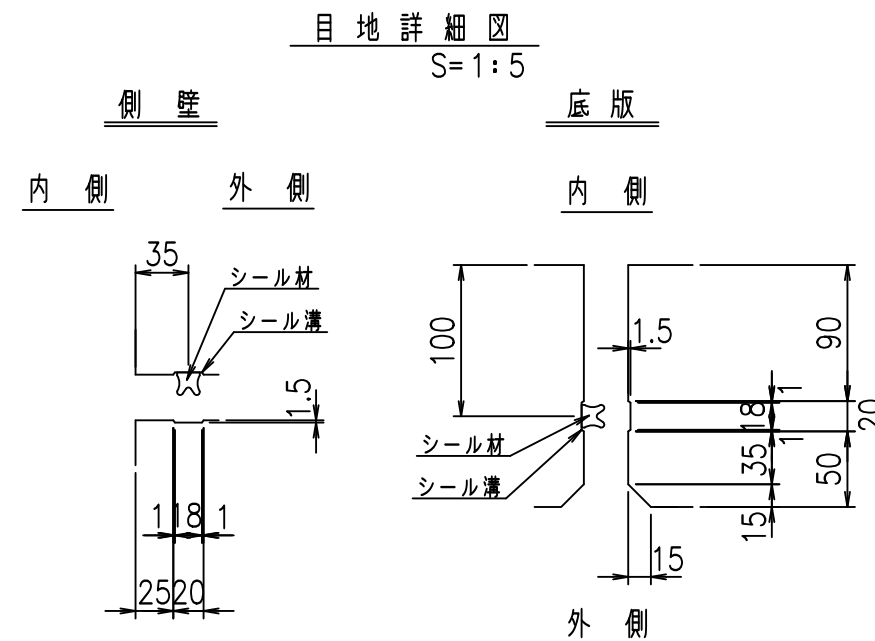 目地詳細図
S=1:5
側壁
内側 外側
35
シール材
シール溝
1.5
1 18 1
25 20
底版
内側
100
1.5
90
1
18
20
1
シール材
35
50
シール溝
15
15
外側